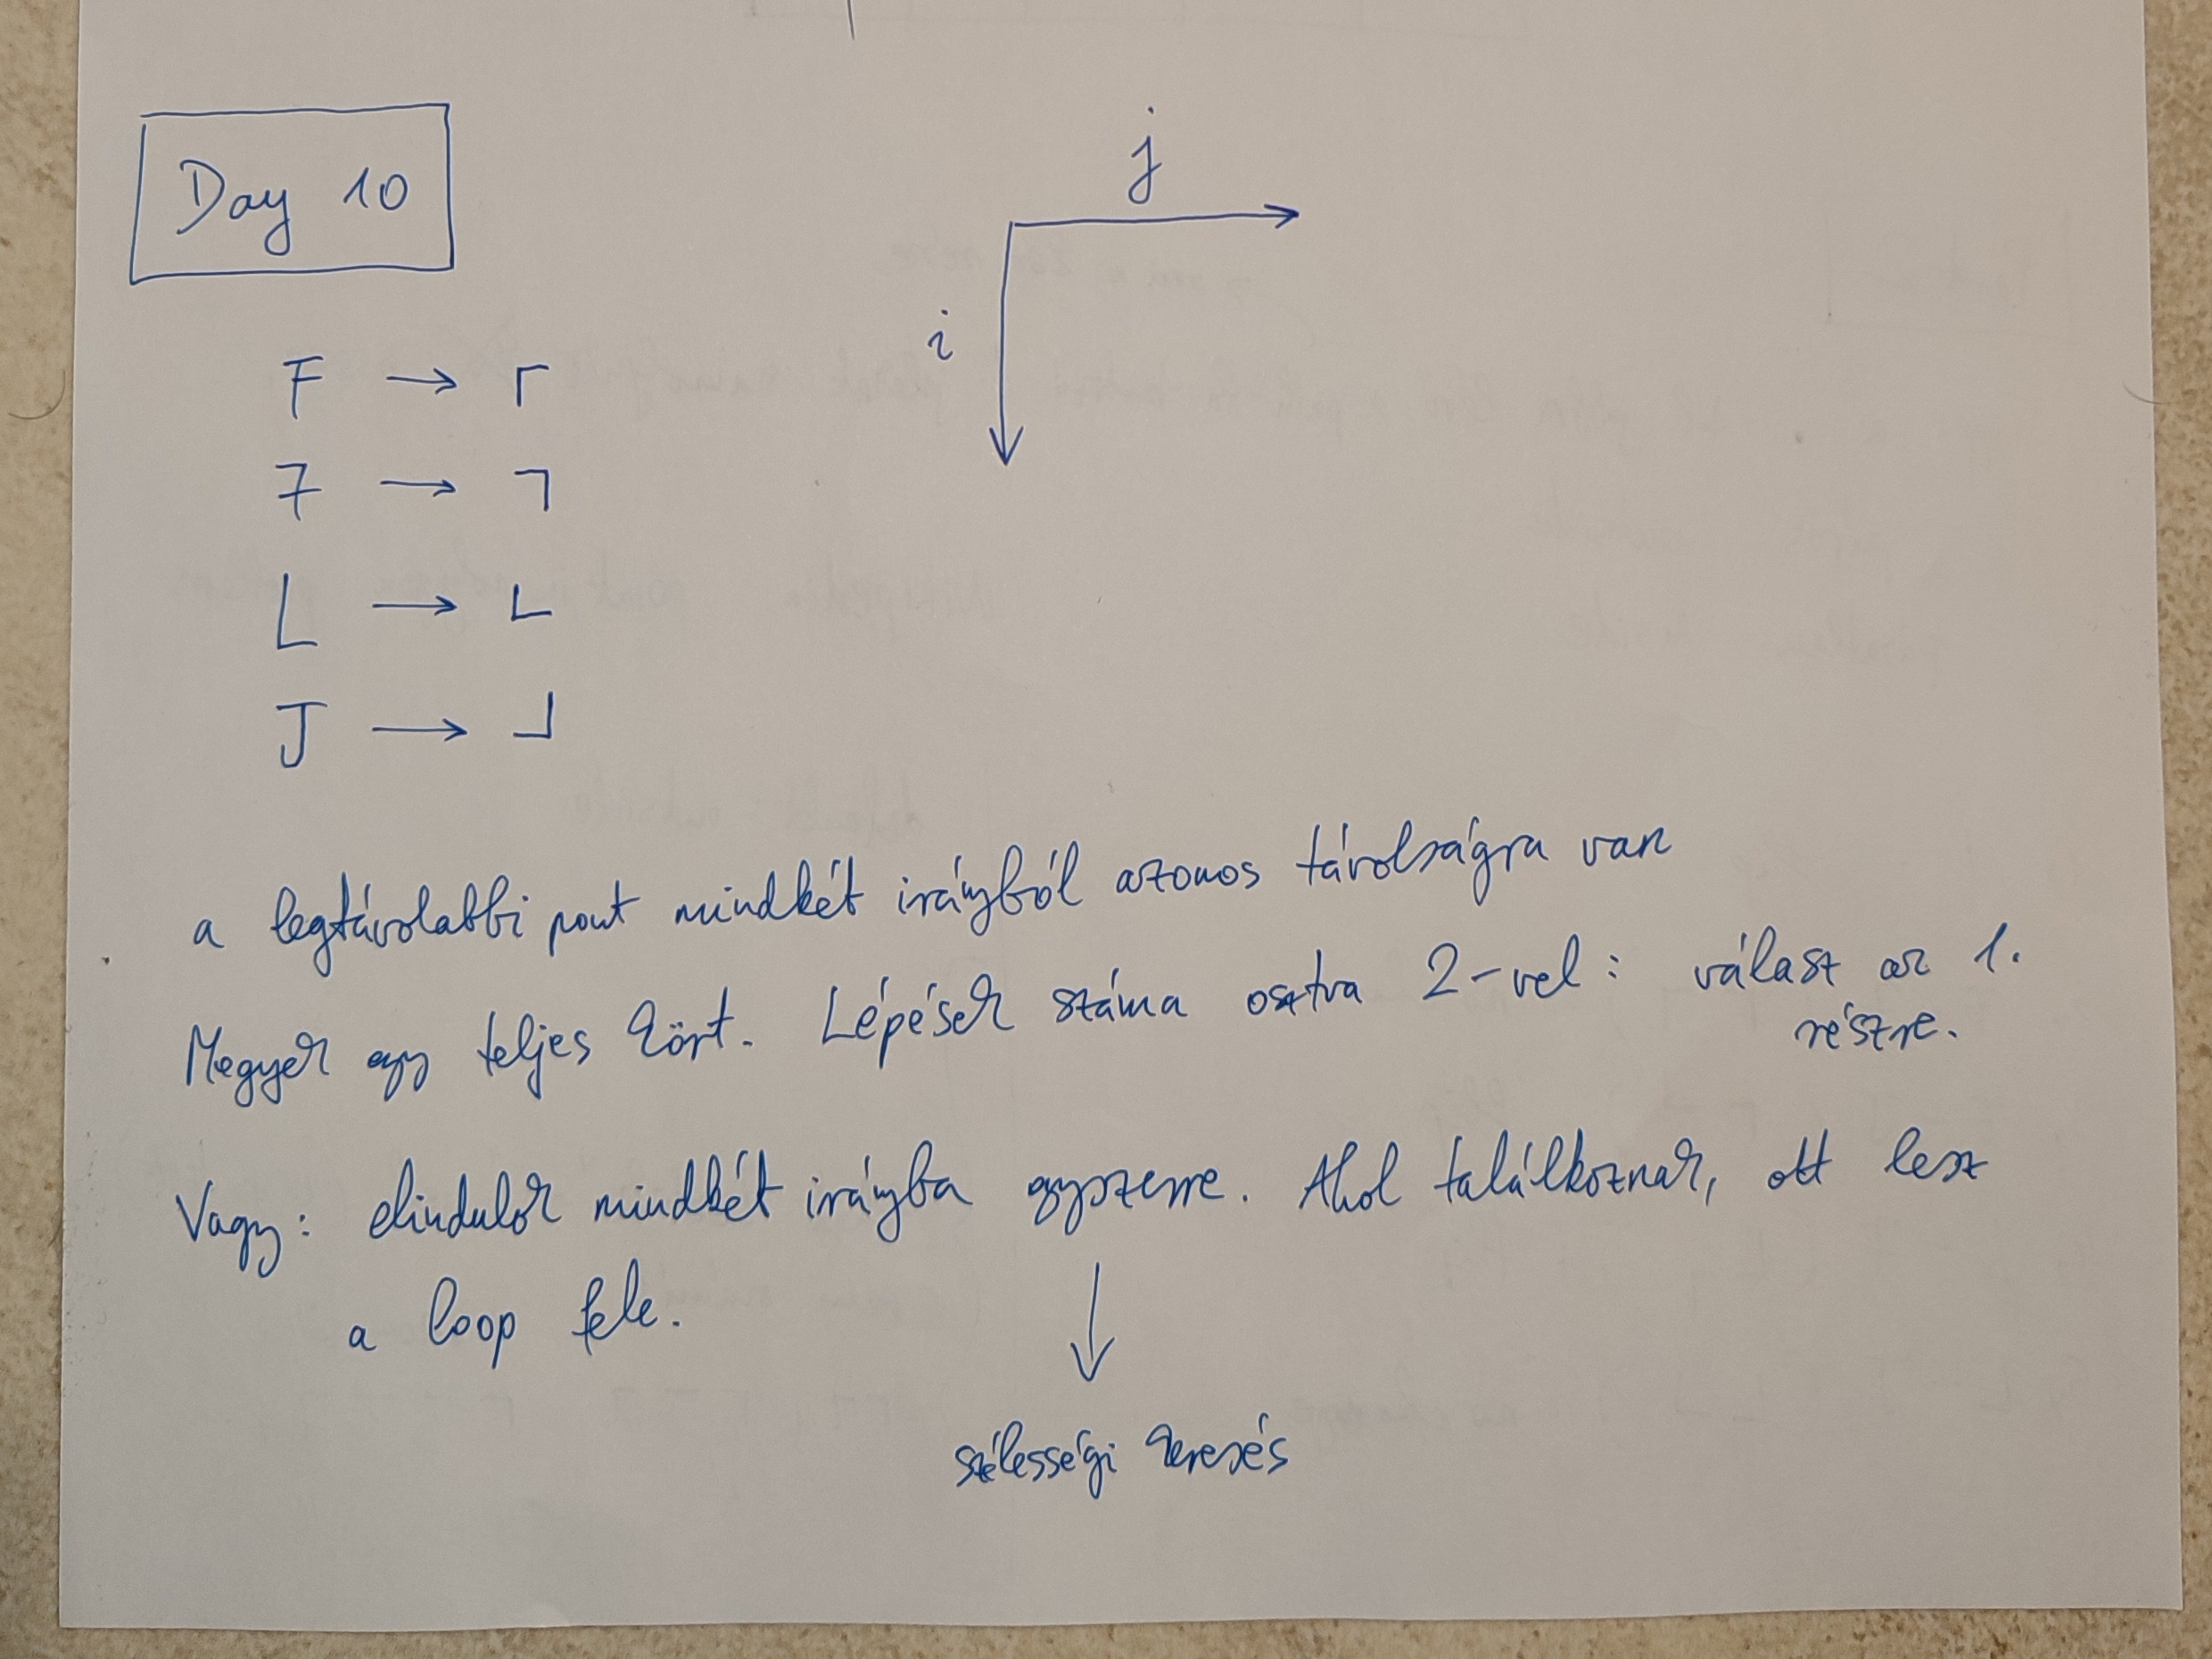 Day 10
j
i
F → ┌
7 → ┐
L → └
J → ┘
a legtávolabbi pont mindkét irányból azonos távolságra van
Megyek egy teljes kört. Lépések száma osztva 2-vel: választ az 1.
részre.
Vagy: elindulok mindkét irányba egyszerre. Ahol találkoznak, ott lesz
a loop fele.
↓
szélességi keresés